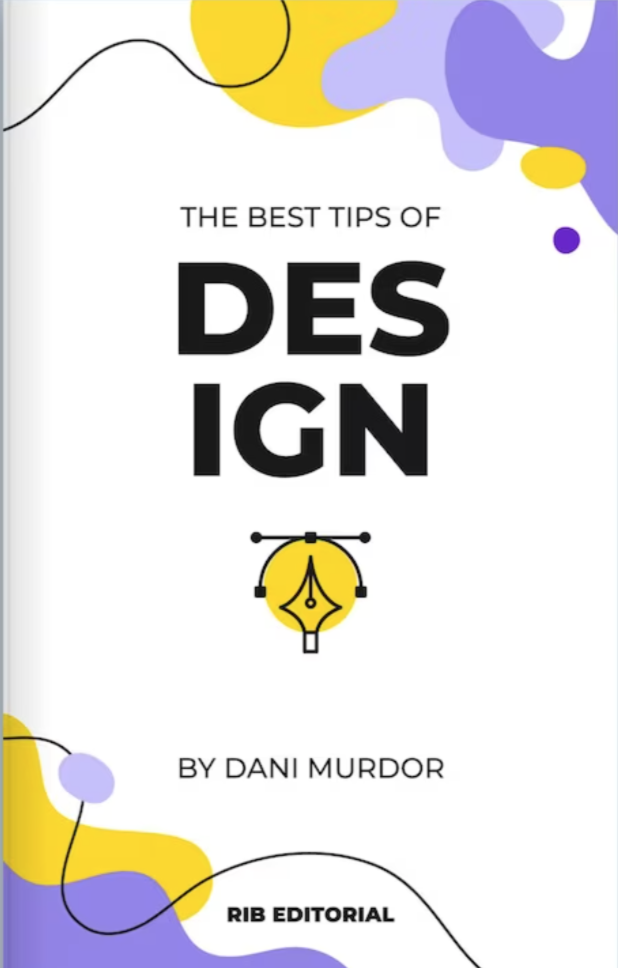 THE BEST TIPS OF
DES
IGN
BY DANI MURDOR
RIB EDITORIAL